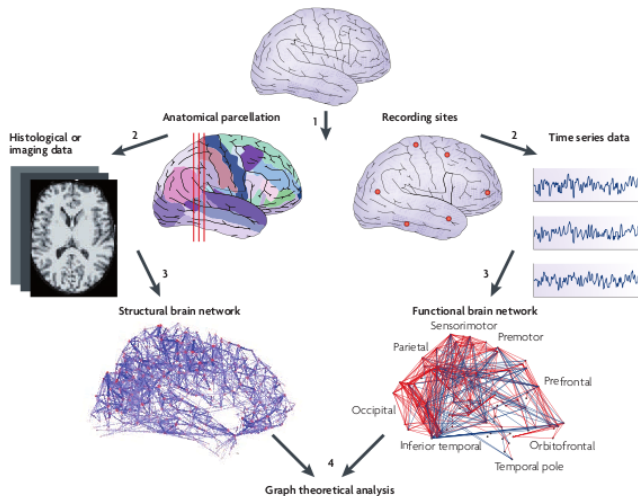 Anatomical parcellation
1
Recording sites
Histological or
imaging data
2
2
Time series data
3
3
Structural brain network
Functional brain network
Sensorimotor
Premotor
Parietal
Prefrontal
Occipital
Inferior temporal
Orbitofrontal
Temporal pole
4
Graph theoretical analysis